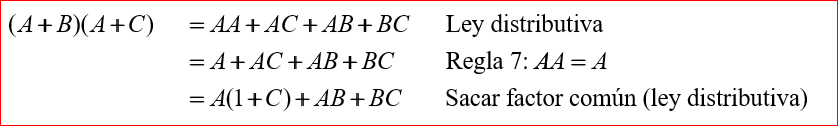 (A+B)(A+C) = AA+AC+AB+BC Ley distributiva
= A+AC+AB+BC Regla 7: AA = A
= A(1+C)+AB+BC Sacar factor común (ley distributiva)